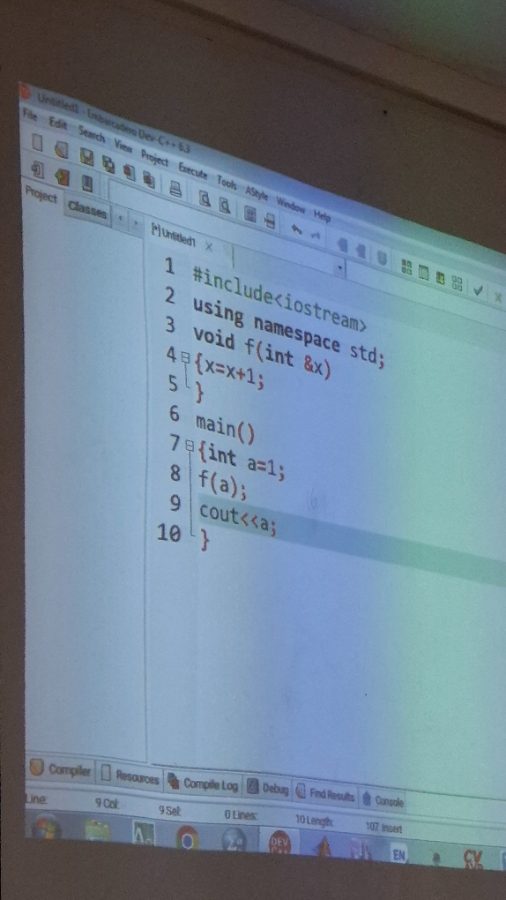 Untitled1 - Embarcadero Dev-C++ 6.3
File Edit Search View Project Execute Tools AStyle Window Help
Project Classes
[*] Untitled1
1 #include<iostream>
2 using namespace std;
3 void f(int &x)
4 {x=x+1;
5 }
6 main()
7 {int a=1;
8 f(a);
9 cout<<a;
10 }
Compiler Resources Compile Log Debug Find Results Console
Line: 9 Col: 9 Sel: 0 Lines: 10 Length: 107 Insert
DEV EN